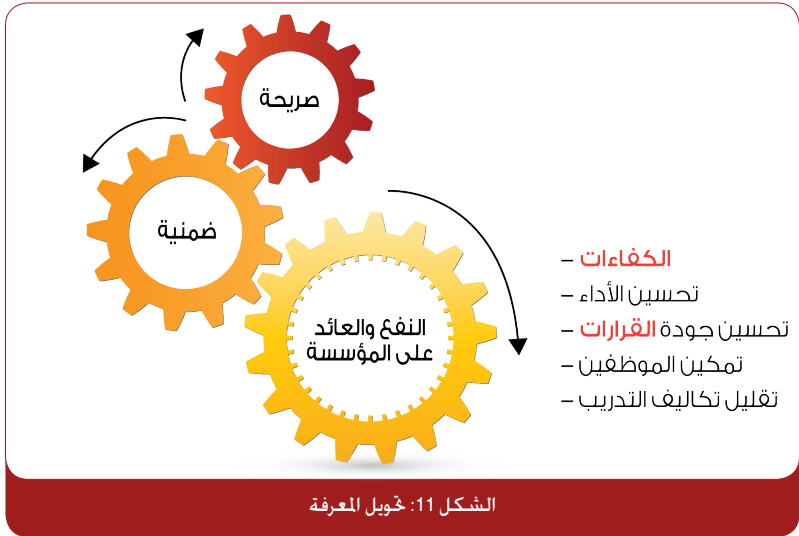 صريحة
ضمنية
النفع والعائد
على المؤسسة
الكفاءات –
تحسين الأداء –
تحسين جودة القرارات –
تمكين الموظفين –
تقليل تكاليف التدريب –
الشكل 11: تحويل المعرفة